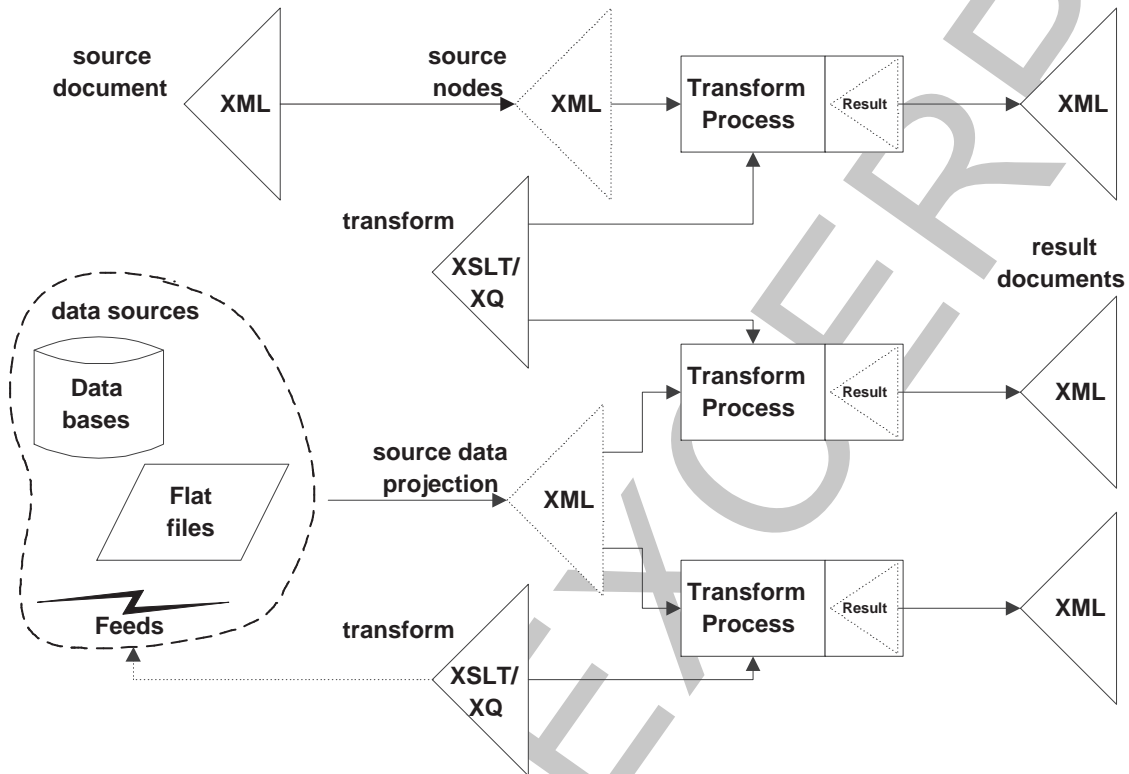 source
document
XML
source
nodes
XML
Transform
Process
Result
XML
transform
XSLT/
XQ
result
documents
data sources
Data
bases
Flat
files
Feeds
source data
projection
XML
Transform
Process
Result
XML
Transform
Process
Result
XML
transform
XSLT/
XQ